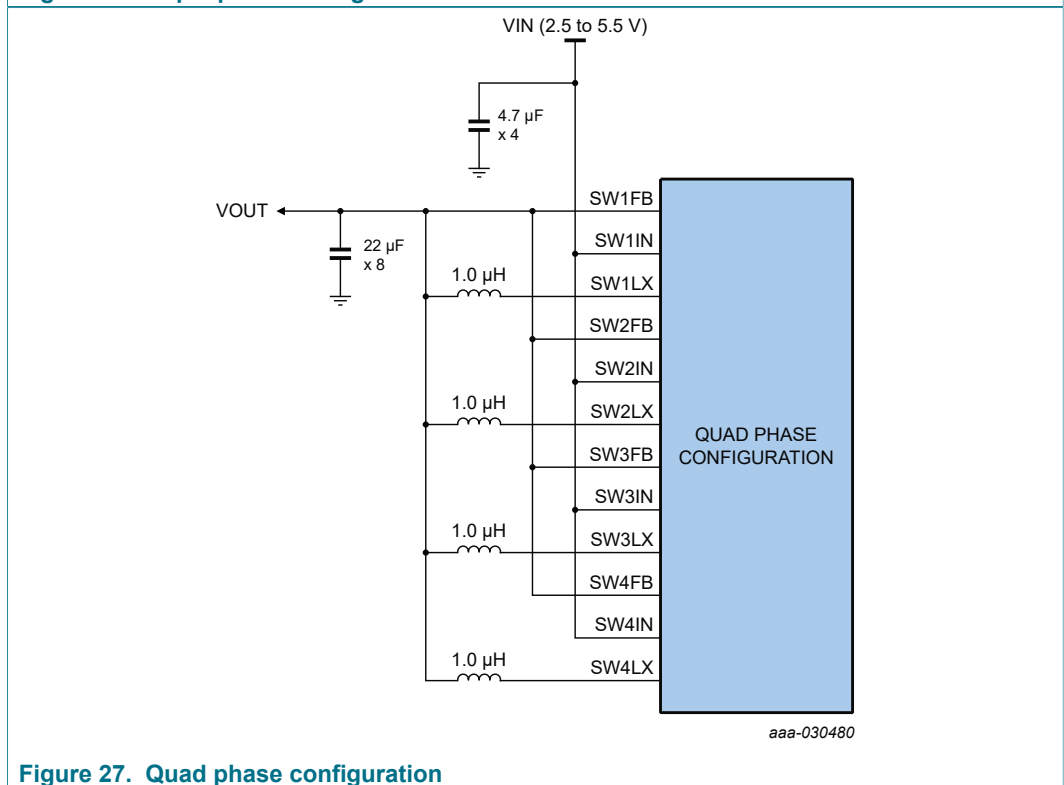 VIN (2.5 to 5.5 V)
4.7 µF
x 4
SW1FB
VOUT
SW1IN
22 µF
x 8
1.0 µH
SW1LX
SW2FB
SW2IN
1.0 µH
SW2LX
QUAD PHASE
CONFIGURATION
SW3FB
SW3IN
1.0 µH
SW3LX
SW4FB
SW4IN
1.0 µH
SW4LX
aaa-030480
Figure 27. Quad phase configuration